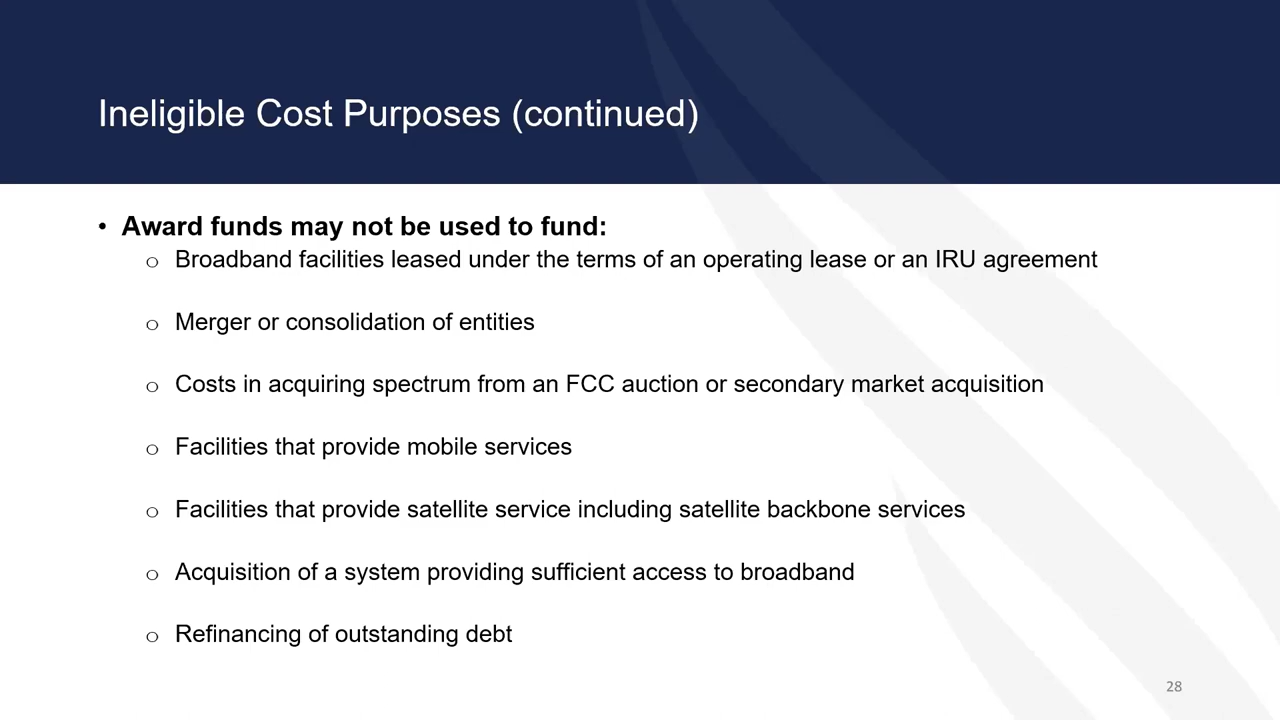 Ineligible Cost Purposes (continued)
• Award funds may not be used to fund:
o Broadband facilities leased under the terms of an operating lease or an IRU agreement
o Merger or consolidation of entities
o Costs in acquiring spectrum from an FCC auction or secondary market acquisition
o Facilities that provide mobile services
o Facilities that provide satellite service including satellite backbone services
o Acquisition of a system providing sufficient access to broadband
o Refinancing of outstanding debt
28